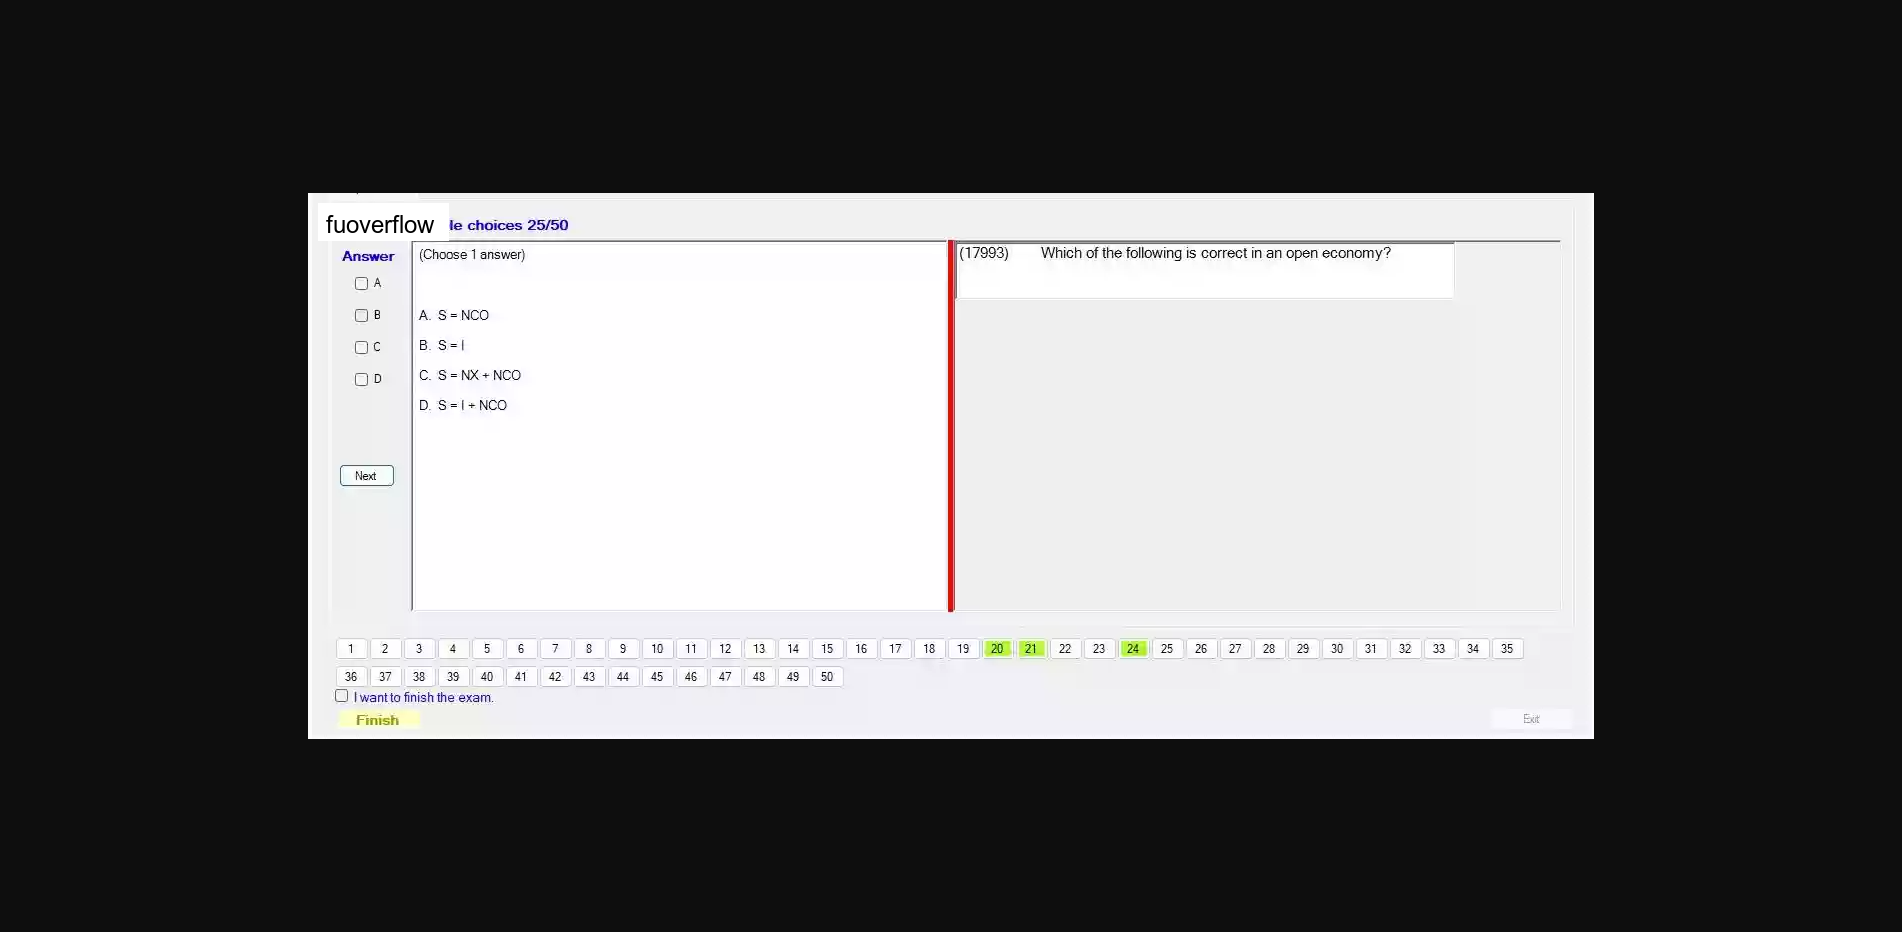 fuoverflow
le choices 25/50
Answer
A
B
C
D
Next
(Choose 1 answer)
A. S = NCO
B. S = I
C. S = NX + NCO
D. S = I + NCO
(17993) Which of the following is correct in an open economy?
1 2 3 4 5 6 7 8 9 10 11 12 13 14 15 16 17 18 19 20 21 22 23 24 25 26 27 28 29 30 31 32 33 34 35
36 37 38 39 40 41 42 43 44 45 46 47 48 49 50
I want to finish the exam.
Finish
Exit